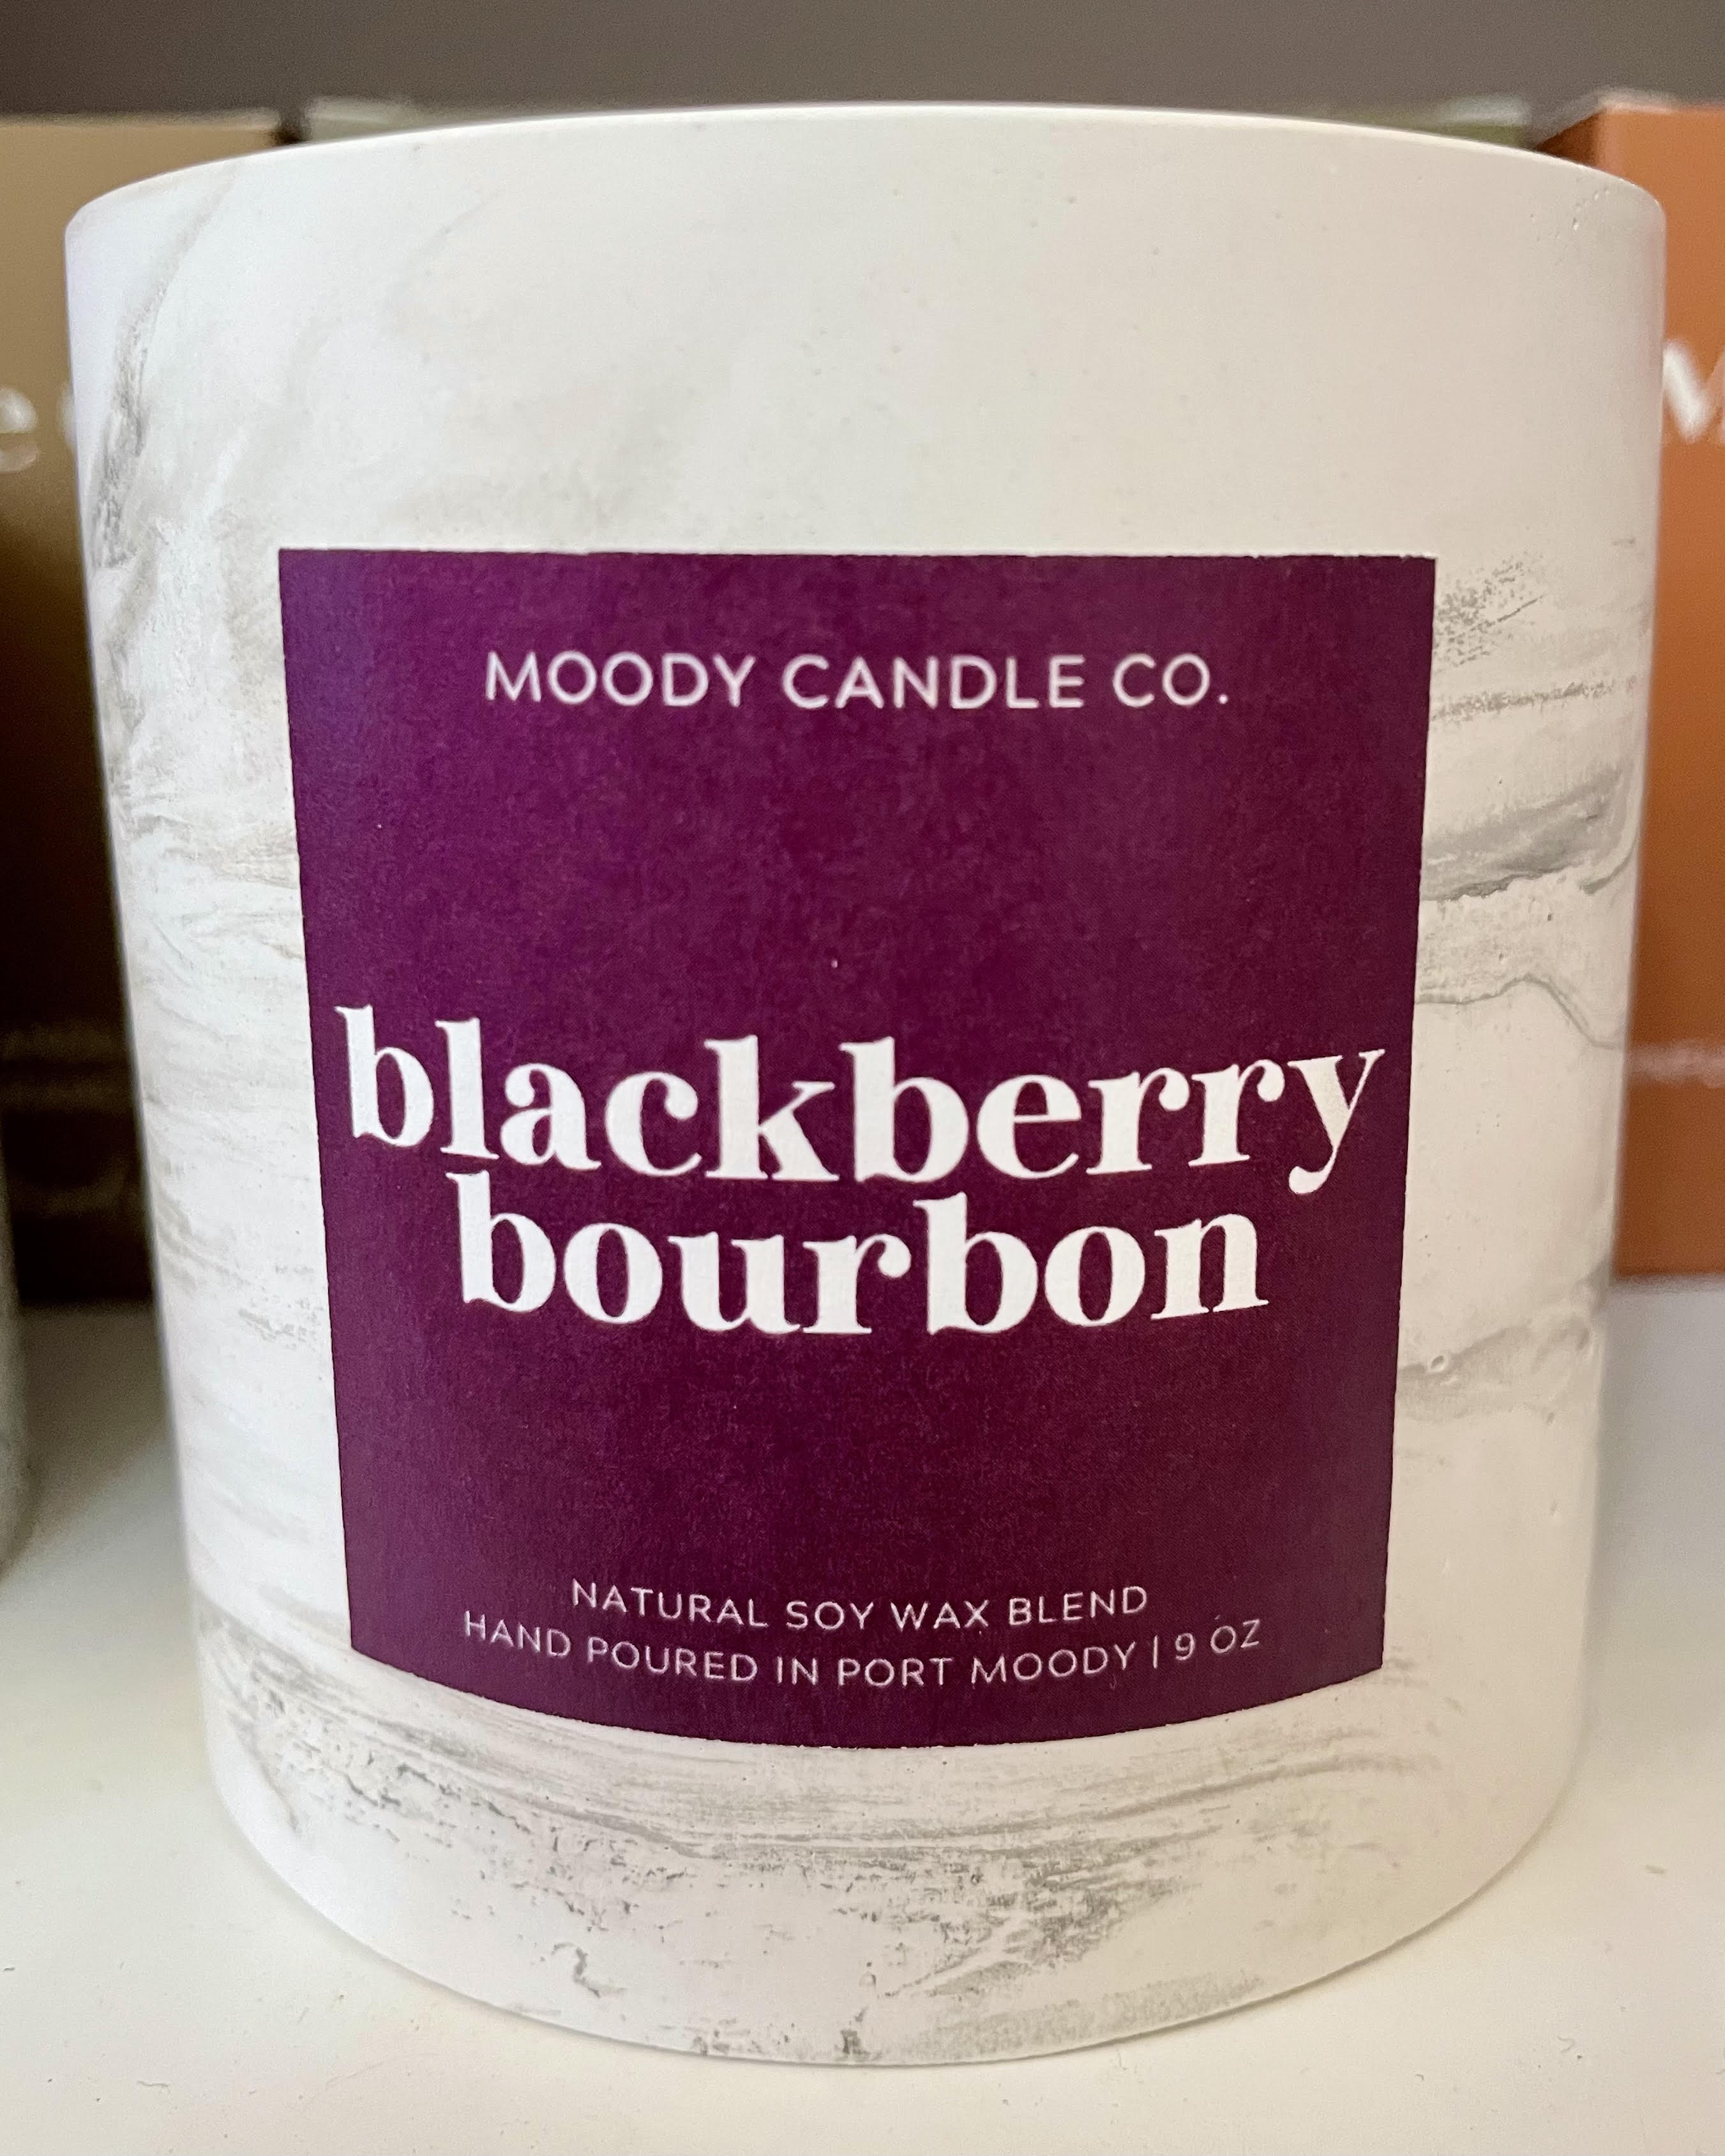 MOODY CANDLE CO.
blackberry
bourbon
NATURAL SOY WAX BLEND
HAND POURED IN PORT MOODY | 9 OZ